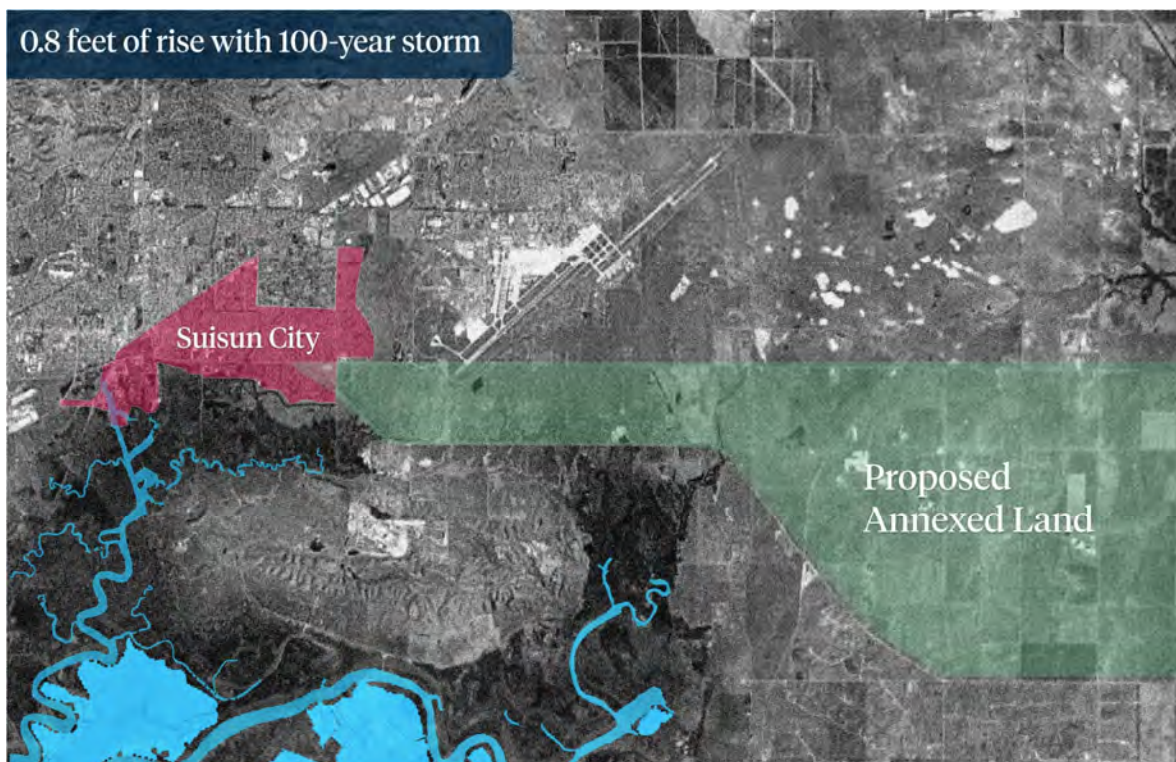 0.8 feet of rise with 100-year storm
Suisun City
Proposed
Annexed Land